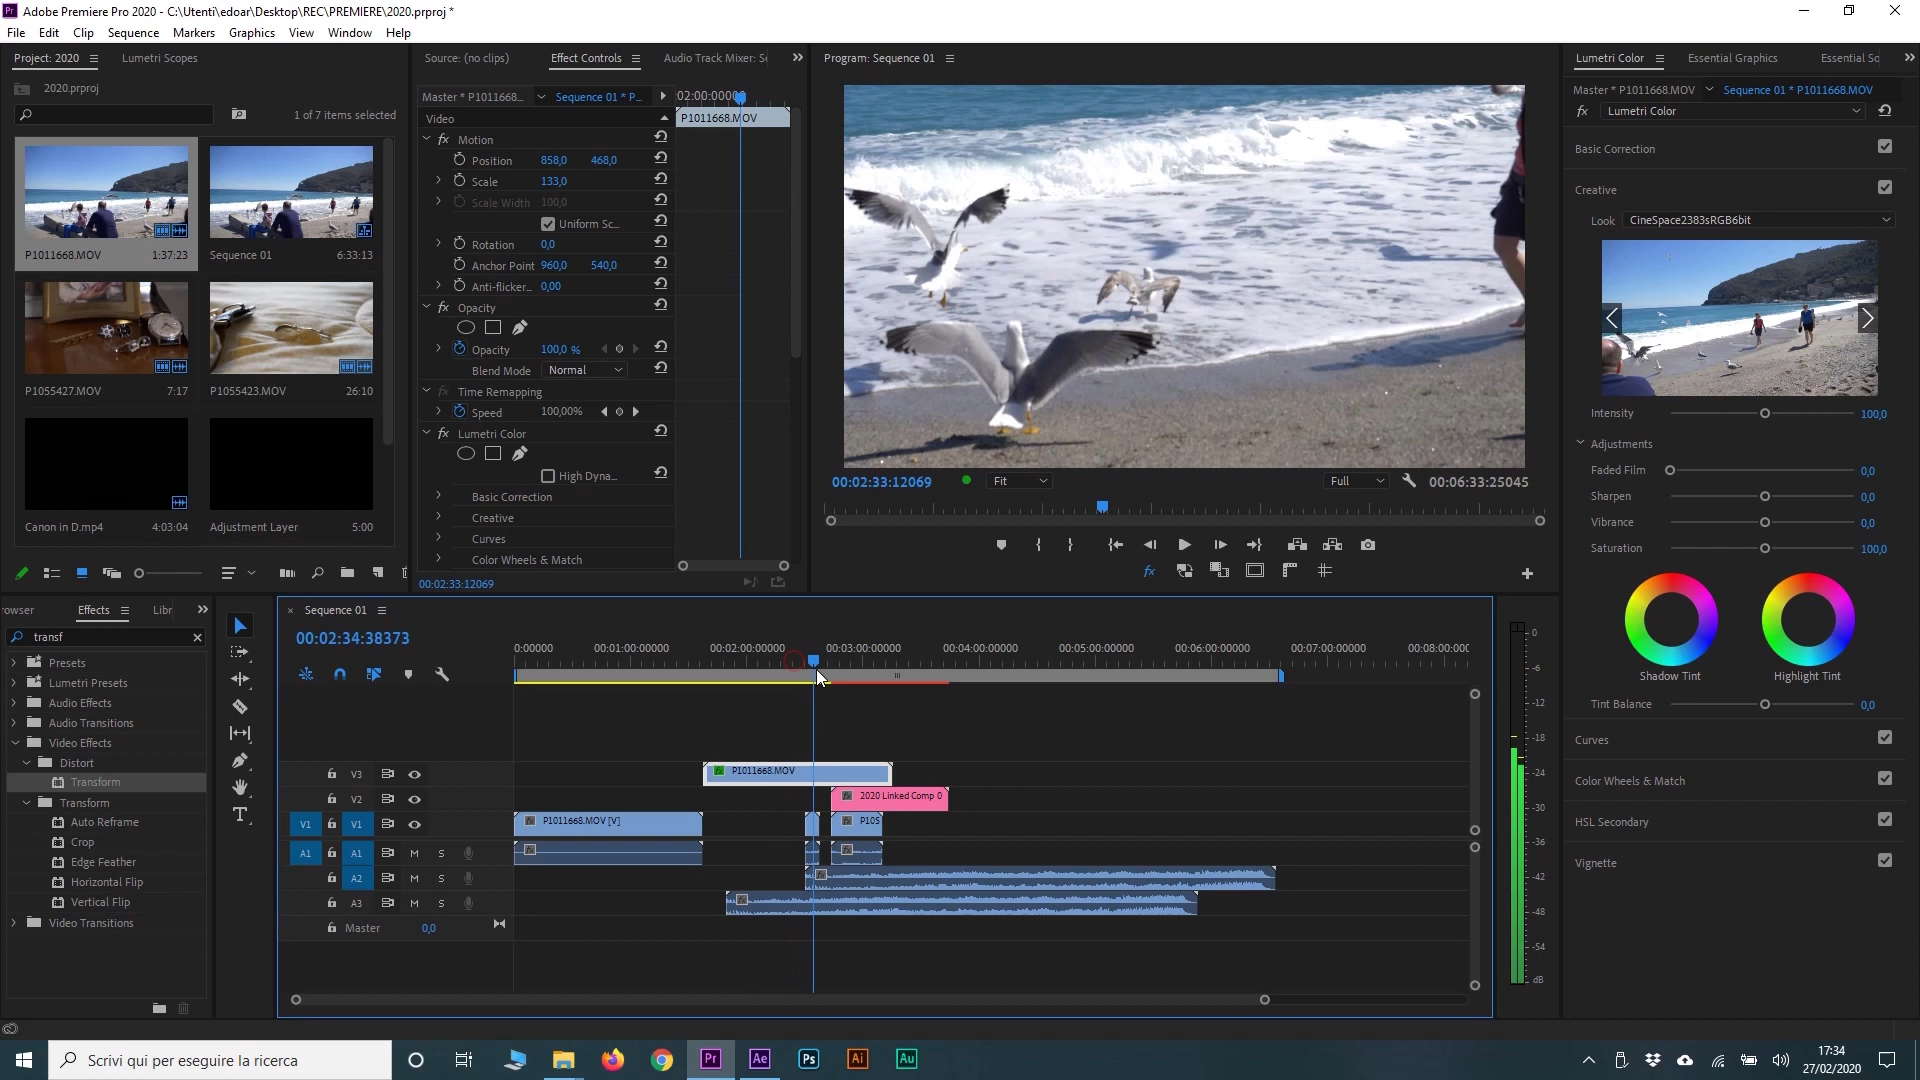 Adobe Premiere Pro 2020 - C:\Utenti\edoar\Desktop\REC\PREMIERE\2020.prproj *
File Edit Clip Sequence Markers Graphics View Window Help
Project: 2020 Lumetri Scopes
2020.prproj
1 of 7 items selected
P1011668.MOV 1:37:23
Sequence 01 6:33:13
P1055427.MOV 7:17
P1055423.MOV 26:10
Canon in D.mp4 4:03:04
Adjustment Layer 5:00
Source: (no clips) Effect Controls Audio Track Mixer: Se
Master * P1011668... Sequence 01 * P... :02:00:00000
Video P1011668.MOV
fx Motion
Position 858,0 468,0
Scale 133,0
Scale Width 100,0
Uniform Sc...
Rotation 0,0
Anchor Point 960,0 540,0
Anti-flicker... 0,00
fx Opacity
Opacity 100,0 %
Blend Mode Normal
fx Time Remapping
Speed 100,00%
fx Lumetri Color
High Dyna...
Basic Correction
Creative
Curves
Color Wheels & Match
00:02:33:12069
Program: Sequence 01
00:02:33:12069 Fit Full 00:06:33:25045
fx
Lumetri Color Essential Graphics Essential So
Master * P1011668.MOV Sequence 01 * P1011668.MOV
fx Lumetri Color
Basic Correction
Creative
Look CineSpace2383sRGB6bit
Intensity 100,0
Adjustments
Faded Film 0,0
Sharpen 0,0
Vibrance 0,0
Saturation 100,0
Shadow Tint Highlight Tint
Tint Balance 0,0
Curves
Color Wheels & Match
HSL Secondary
Vignette
rowser Effects Libr
transf
Presets
Lumetri Presets
Audio Effects
Audio Transitions
Video Effects
Distort
Transform
Transform
Auto Reframe
Crop
Edge Feather
Horizontal Flip
Vertical Flip
Video Transitions
× Sequence 01
00:02:34:38373
0:00000 00:01:00:00000 00:02:00:00000 00:03:00:00000 00:04:00:00000 00:05:00:00000 00:06:00:00000 00:07:00:00000 00:08:00:000
V3 P1011668.MOV
V2 2020 Linked Comp 0
V1 V1 P1011668.MOV [V] P105
A1 A1 M S
A2 M S
A3 M S
Master 0,0
0
-6
-12
-18
-24
-30
-36
-42
-48
-54
dB
Scrivi qui per eseguire la ricerca
Pr Ae Ps Ai Au
17:34
27/02/2020